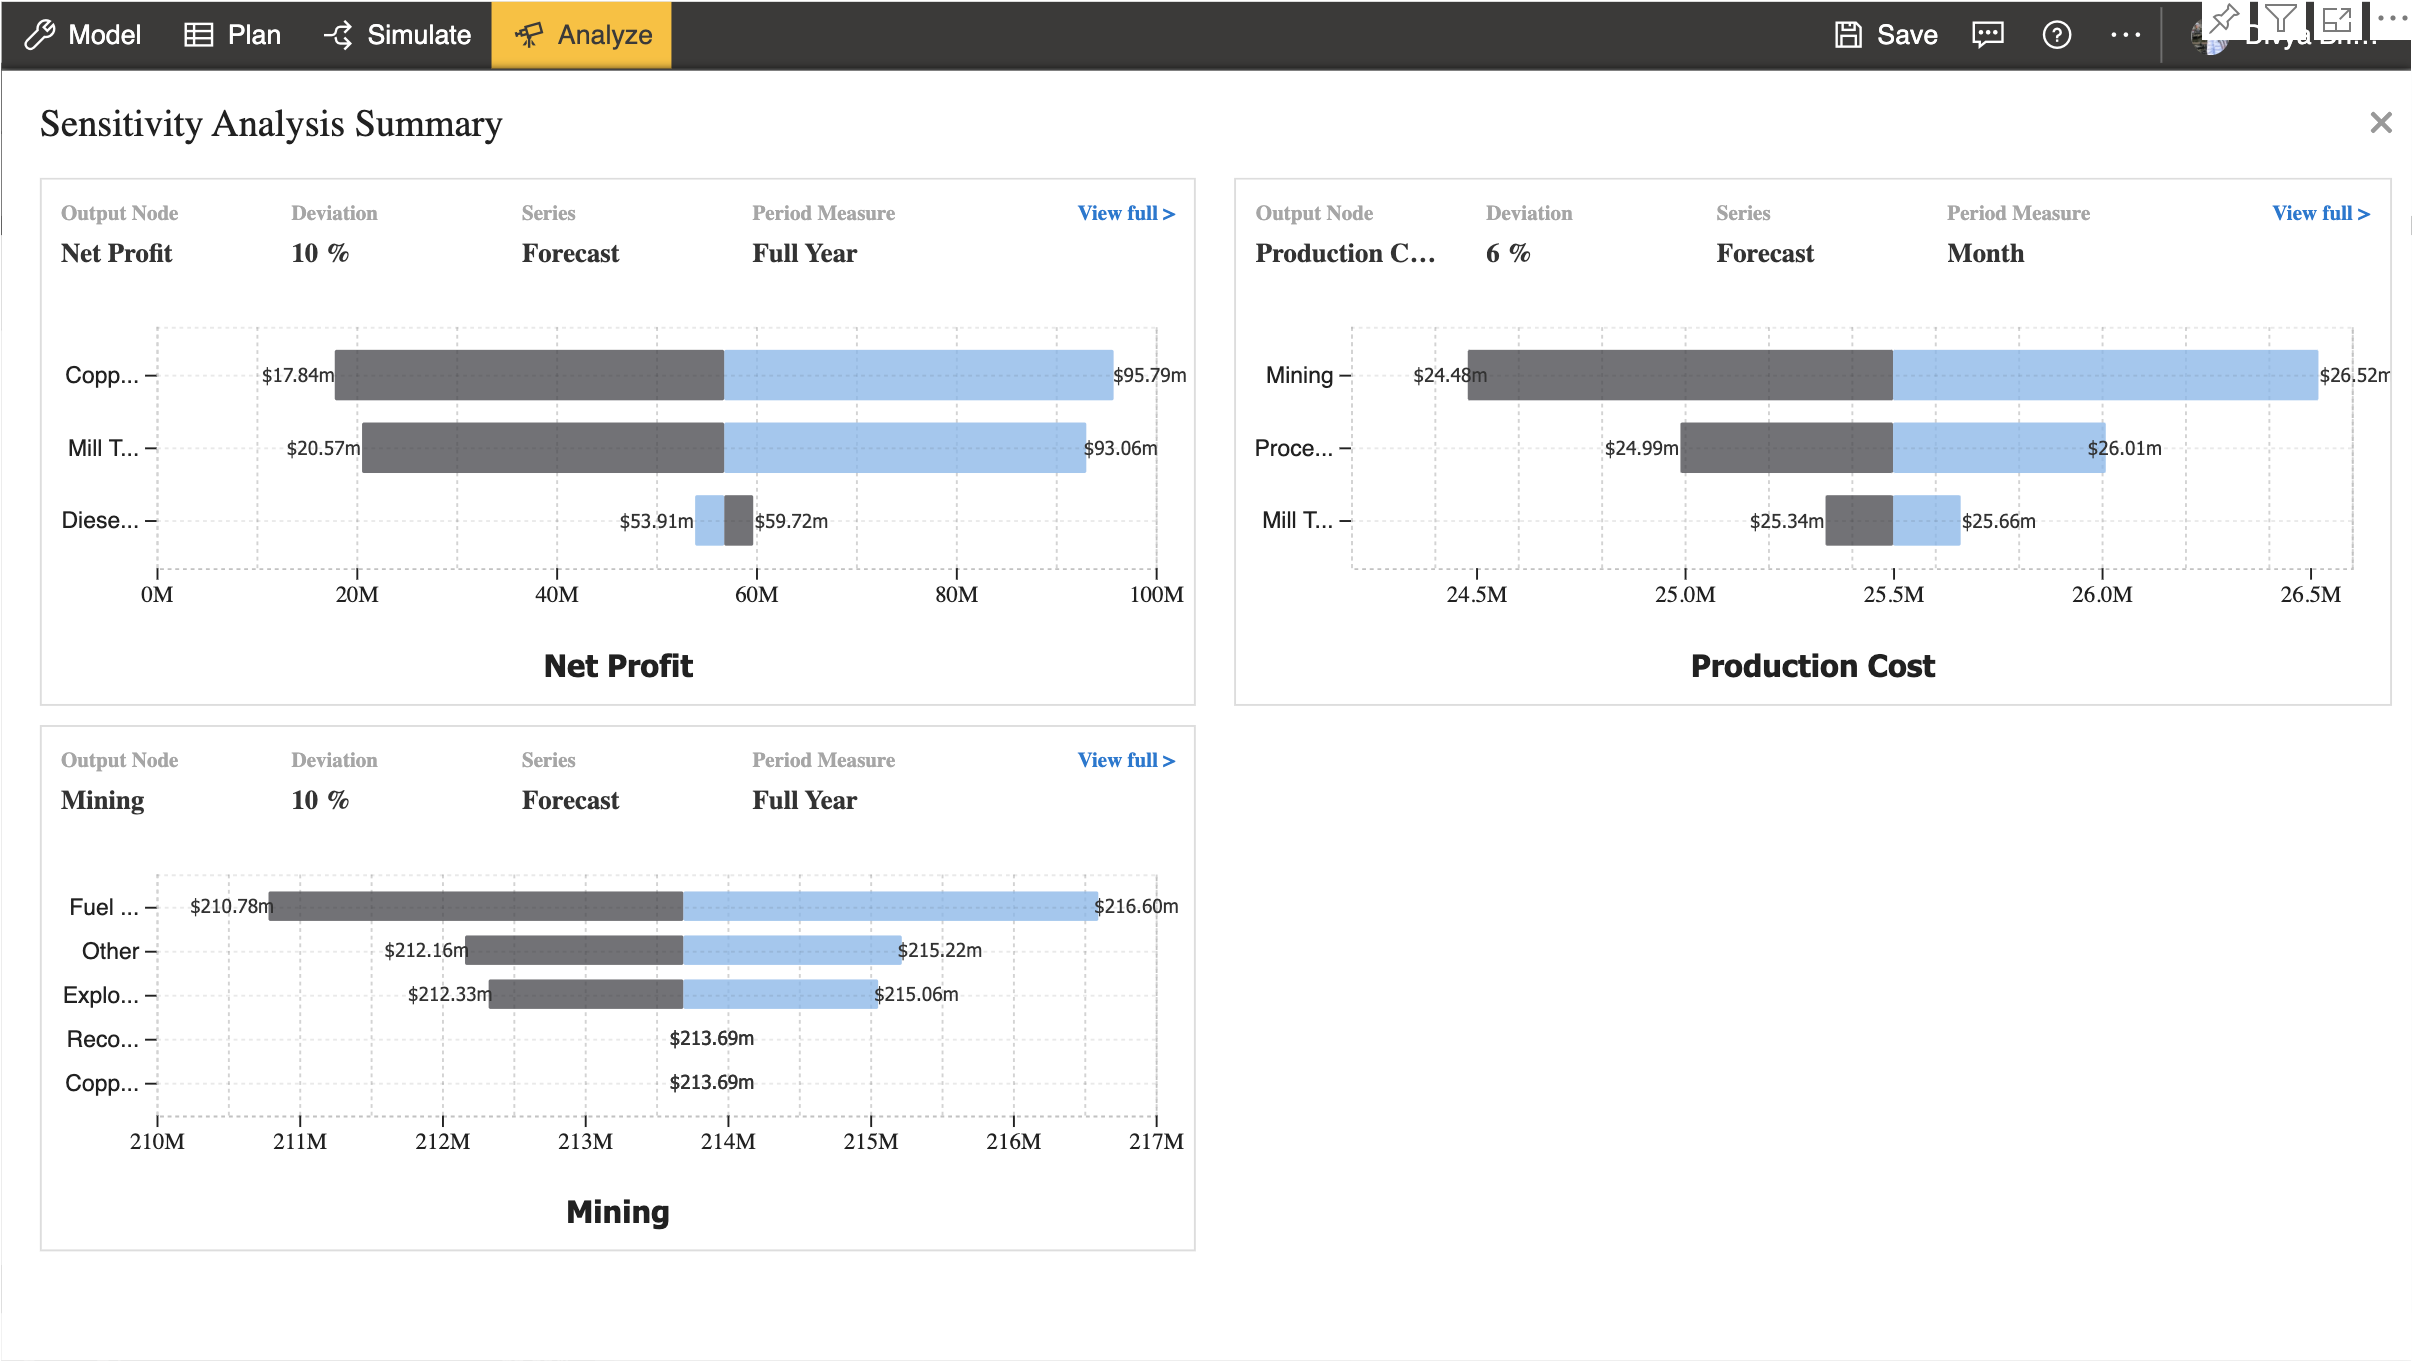 Model Plan Simulate Analyze Save
Sensitivity Analysis Summary
Output Node Deviation Series Period Measure View full >
Net Profit 10 % Forecast Full Year
Copp... $17.84m $95.79m
Mill T... $20.57m $93.06m
Diese... $53.91m $59.72m
0M 20M 40M 60M 80M 100M
Net Profit
Output Node Deviation Series Period Measure View full >
Production C... 6 % Forecast Month
Mining $24.48m $26.52m
Proce... $24.99m $26.01m
Mill T... $25.34m $25.66m
24.5M 25.0M 25.5M 26.0M 26.5M
Production Cost
Output Node Deviation Series Period Measure View full >
Mining 10 % Forecast Full Year
Fuel ... $210.78m $216.60m
Other $212.16m $215.22m
Explo... $212.33m $215.06m
Reco... $213.69m
Copp... $213.69m
210M 211M 212M 213M 214M 215M 216M 217M
Mining